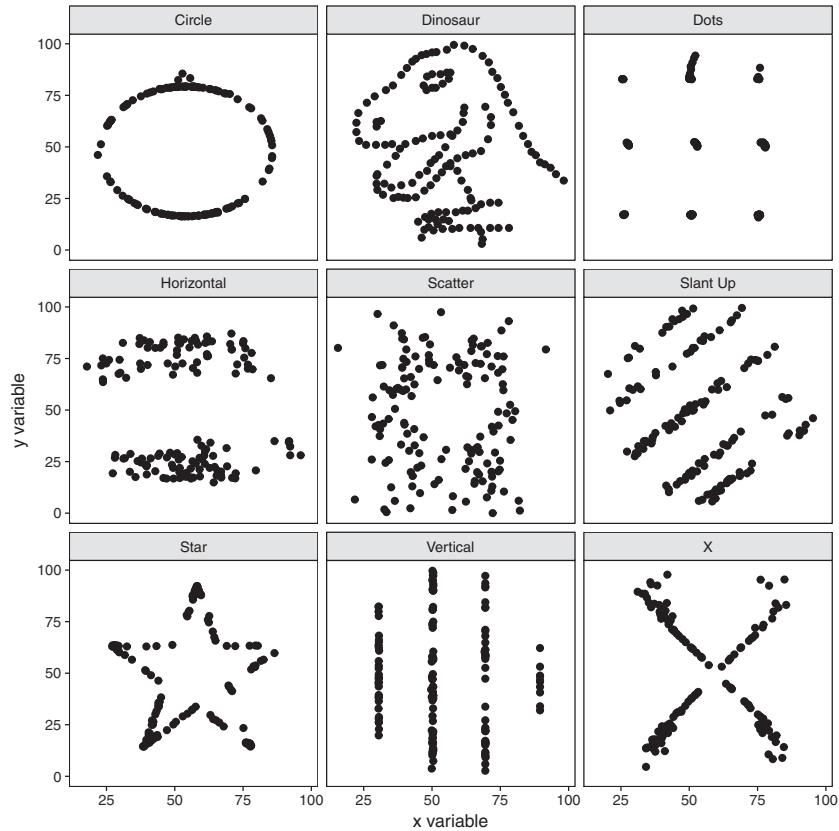 Circle Dinosaur Dots
100
75
50
25
0
Horizontal Scatter Slant Up
100
75
50
25
0
y variable
Star Vertical X
100
75
50
25
0
25 50 75 100 25 50 75 100 25 50 75 100
x variable